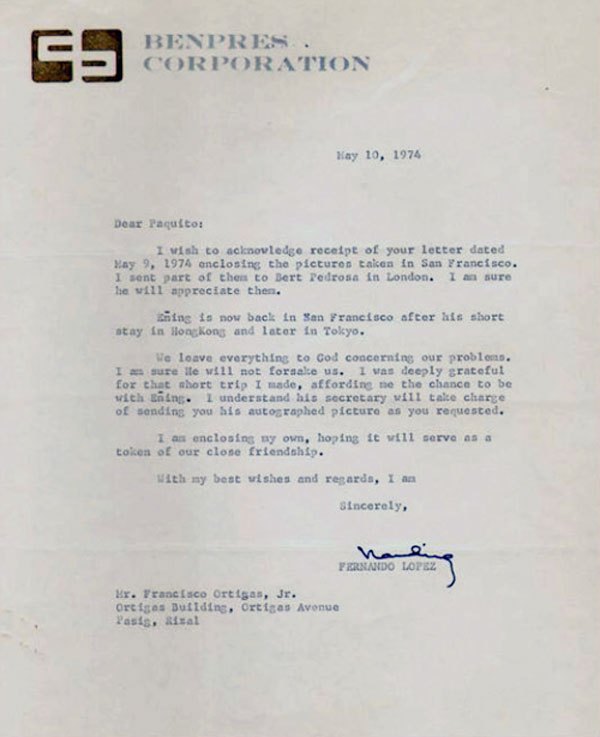 BENPRES
CORPORATION
May 10, 1974
Dear Paquito:
I wish to acknowledge receipt of your letter dated
May 9, 1974 enclosing the pictures taken in San Francisco.
I sent part of them to Bert Pedrosa in London. I am sure
he will appreciate them.
Eñing is now back in San Francisco after his short
stay in HongKong and later in Tokyo.
We leave everything to God concerning our problems.
I am sure He will not forsake us. I was deeply grateful
for that short trip I made, affording me the chance to be
with Eñing. I understand his secretary will take charge
of sending you his autographed picture as you requested.
I am enclosing my own, hoping it will serve as a
token of our close friendship.
With my best wishes and regards, I am
Sincerely,
Nanding
FERNANDO LOPEZ
Mr. Francisco Ortigas, Jr.
Ortigas Building, Ortigas Avenue
Pasig, Rizal